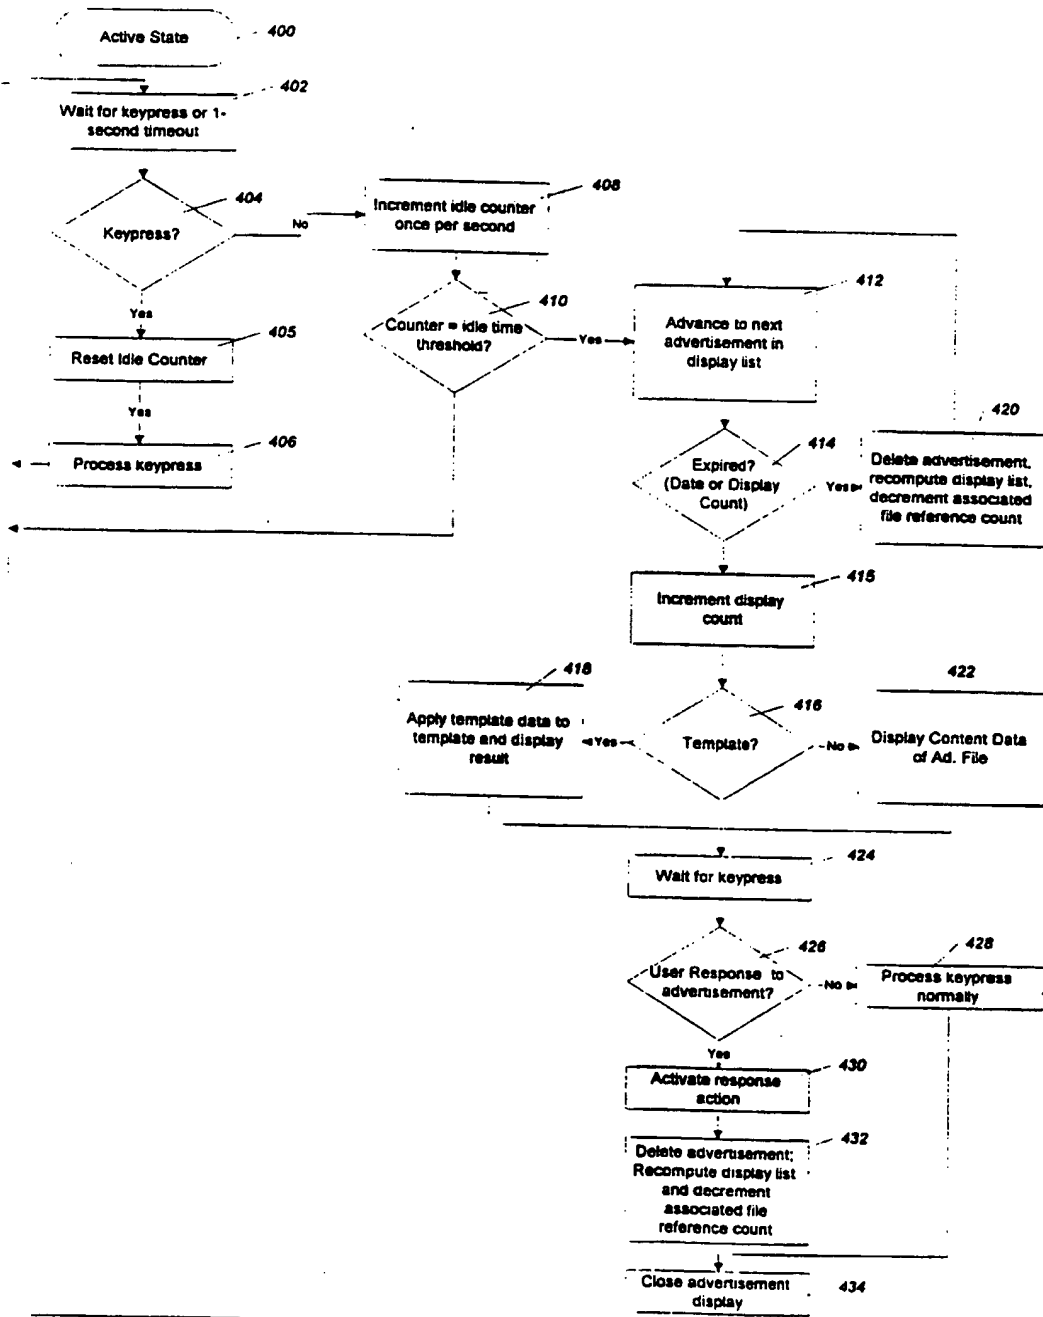 Active State
400
402
Wait for keypress or 1-
second timeout
404
Keypress?
No
408
Increment idle counter
once per second
Yes
405
Reset Idle Counter
Yes
406
Process keypress
410
Counter = idle time
threshold?
Yes
412
Advance to next
advertisement in
display list
414
Expired?
(Date or Display
Count)
Yes
420
Delete advertisement,
recompute display list,
decrement associated
file reference count
415
Increment display
count
416
Template?
Yes
No
418
Apply template data to
template and display
result
422
Display Content Data
of Ad. File
424
Wait for keypress
426
User Response to
advertisement?
No
428
Process keypress
normally
Yes
430
Activate response
action
432
Delete advertisement;
Recompute display list
and decrement
associated file
reference count
434
Close advertisement
display